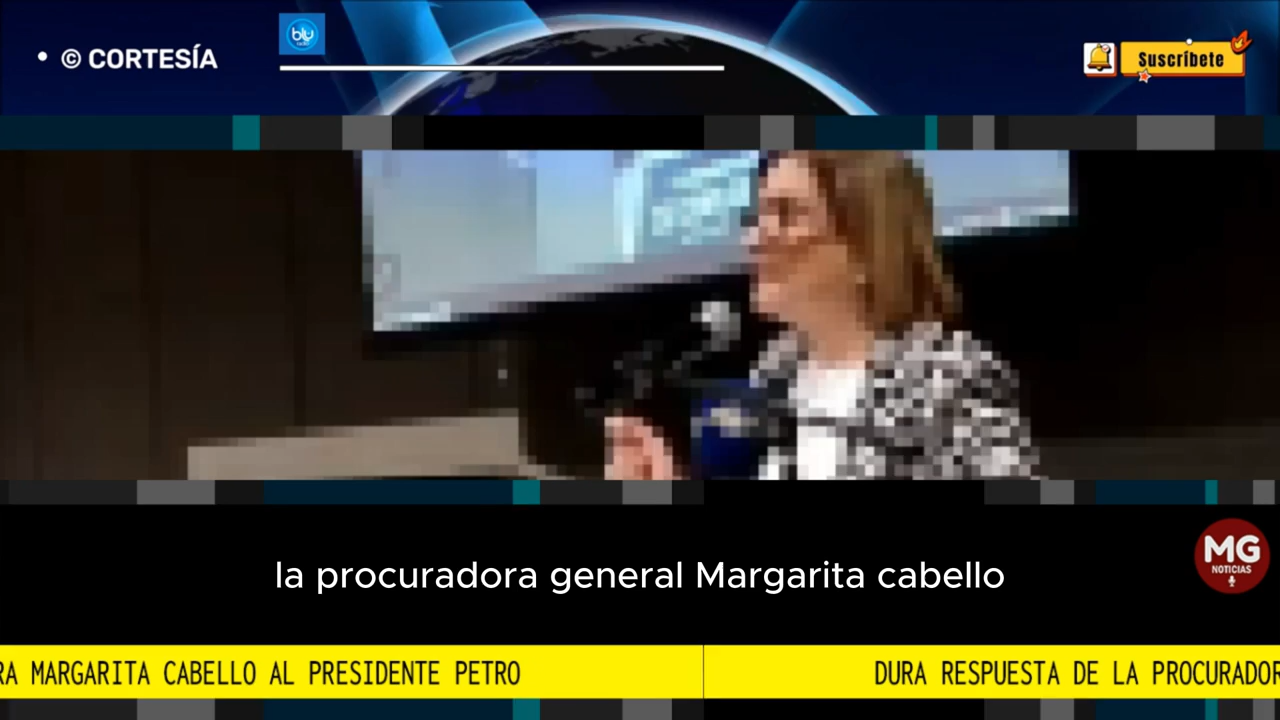 • © CORTESÍA
blu
Suscríbete
la procuradora general Margarita cabello
MG
NOTICIAS
RA MARGARITA CABELLO AL PRESIDENTE PETRO
DURA RESPUESTA DE LA PROCURADOR